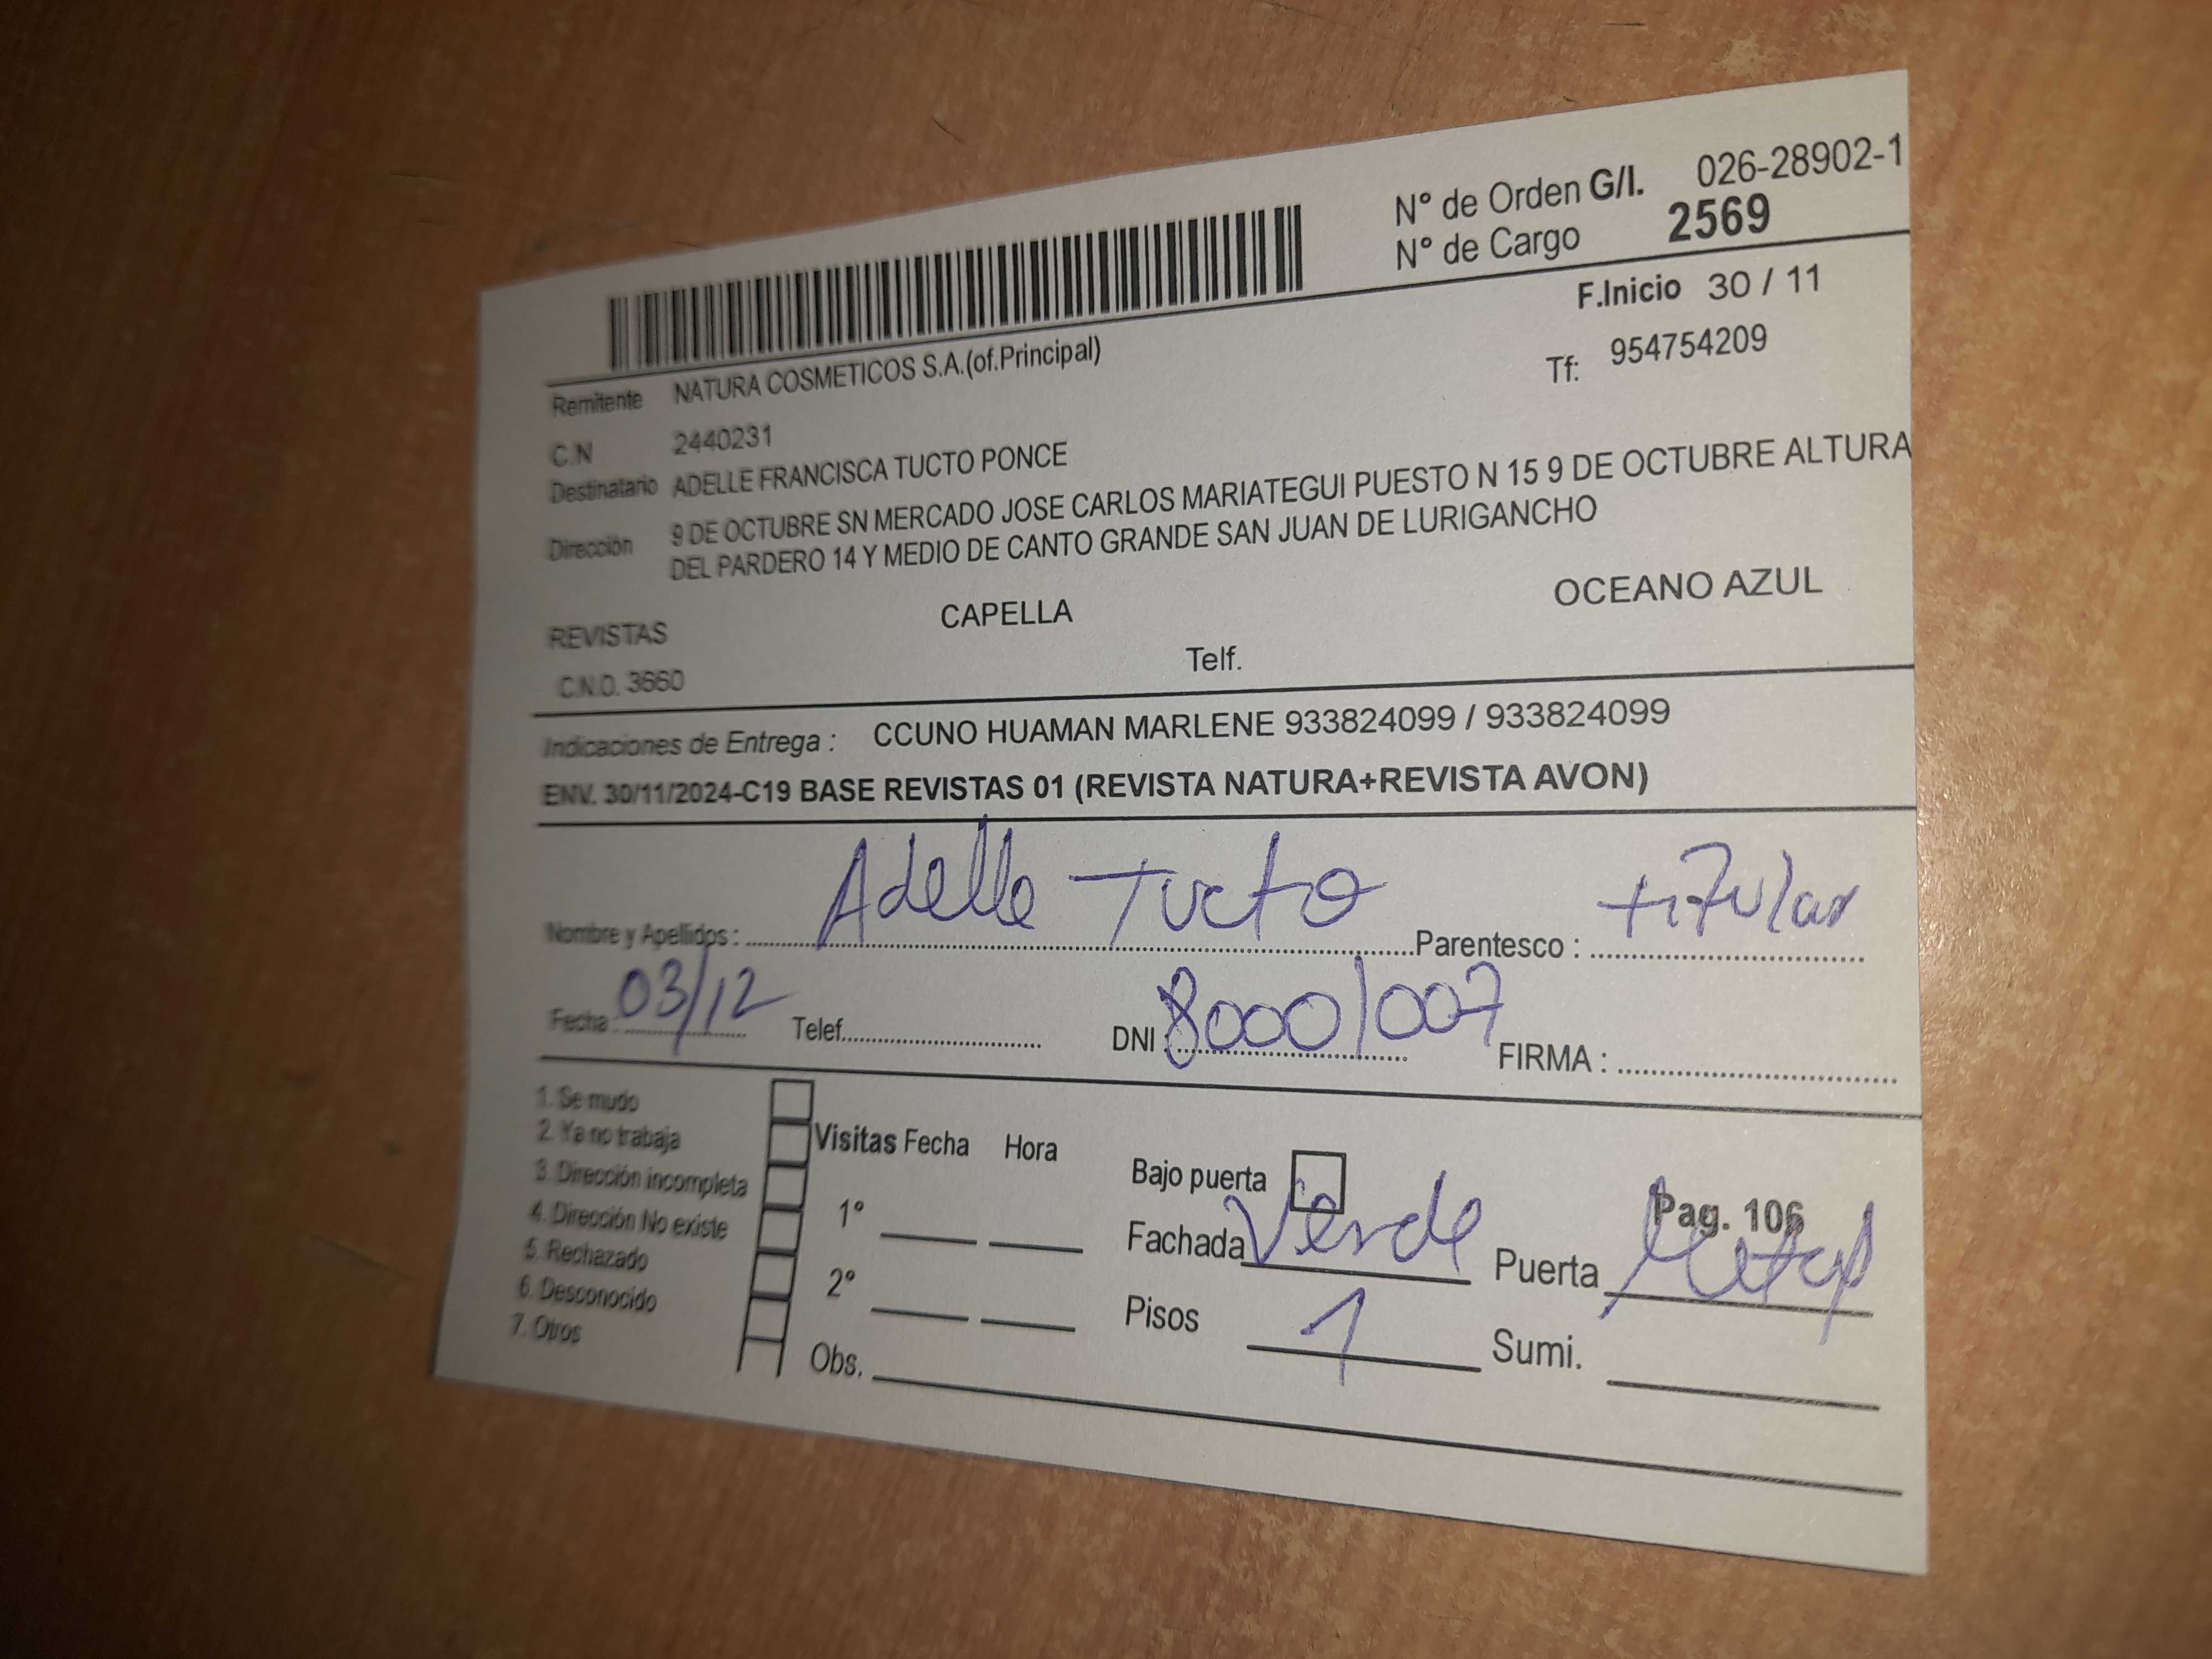 N° de Orden G/I. 026-28902-1
N° de Cargo 2569
F.Inicio 30 / 11
Remitente NATURA COSMETICOS S.A.(of.Principal)
Tf: 954754209
C.N 2440231
Destinatario ADELLE FRANCISCA TUCTO PONCE
Dirección 9 DE OCTUBRE SN MERCADO JOSE CARLOS MARIATEGUI PUESTO N 15 9 DE OCTUBRE ALTURA
DEL PARDERO 14 Y MEDIO DE CANTO GRANDE SAN JUAN DE LURIGANCHO
REVISTAS CAPELLA OCEANO AZUL
C.N.O. 3660 Telf.
Indicaciones de Entrega : CCUNO HUAMAN MARLENE 933824099 / 933824099
ENV. 30/11/2024-C19 BASE REVISTAS 01 (REVISTA NATURA+REVISTA AVON)
Nombre y Apellidos : Adelle Tucto Parentesco : titular
Fecha : 03/12 Telef. DNI : 80001007 FIRMA :
1. Se mudo
2. Ya no trabaja
3. Dirección incompleta
4. Dirección No existe
5. Rechazado
6. Desconocido
7. Otros
Visitas Fecha Hora
1°
2°
Obs.
Bajo puerta
Pag. 106
Fachada Verde Puerta Metal
Pisos 1 Sumi.